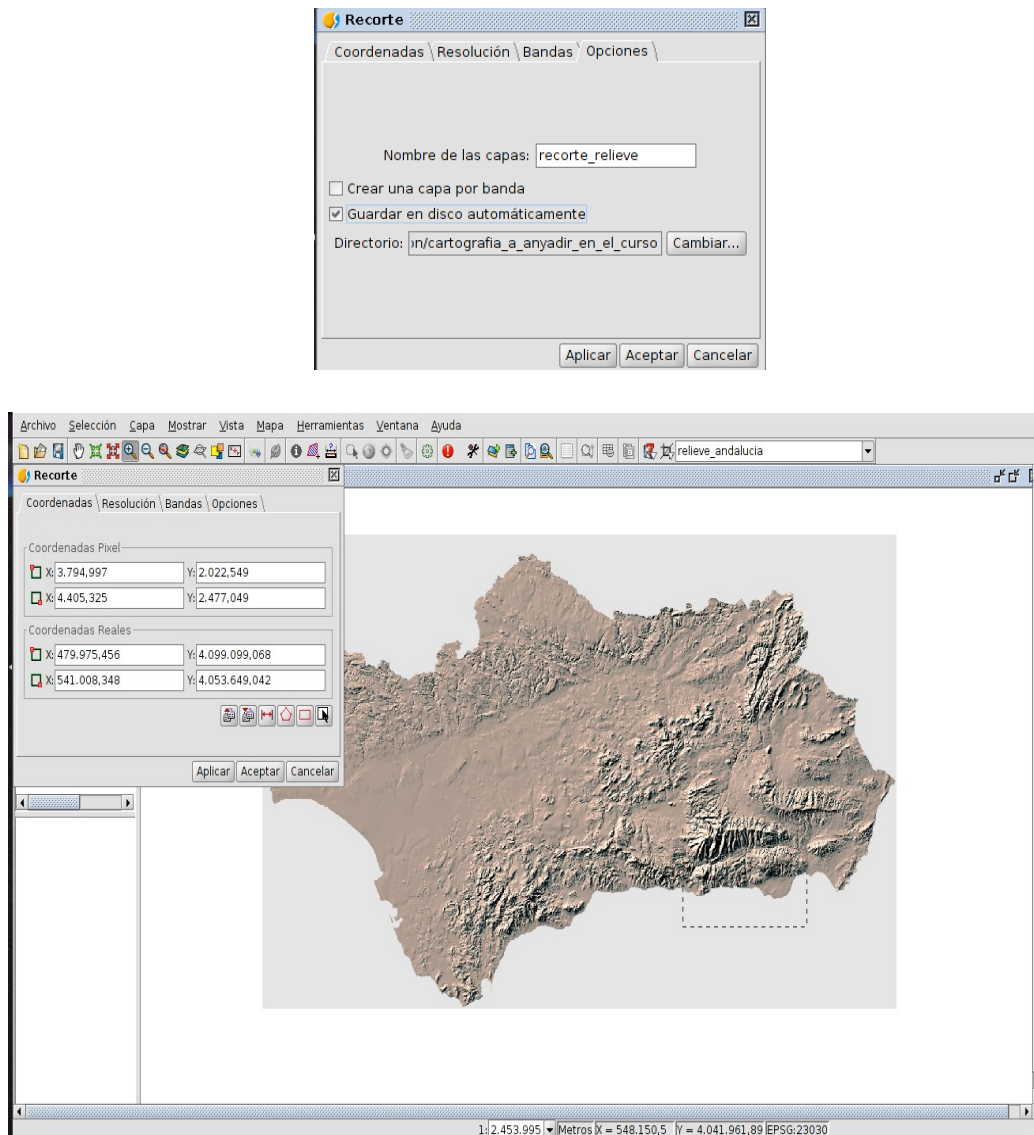 Recorte
Coordenadas Resolución Bandas Opciones
Nombre de las capas: recorte_relieve
Crear una capa por banda
Guardar en disco automáticamente
Directorio: ón/cartografia_a_anyadir_en_el_curso Cambiar...
Aplicar Aceptar Cancelar
Archivo Selección Capa Mostrar Vista Mapa Herramientas Ventana Ayuda
relieve_andalucia
Recorte
Coordenadas Resolución Bandas Opciones
Coordenadas Pixel
X: 3.794,997 Y: 2.022,549
X: 4.405,325 Y: 2.477,049
Coordenadas Reales
X: 479.975,456 Y: 4.099.099,068
X: 541.008,348 Y: 4.053.649,042
Aplicar Aceptar Cancelar
1: 2.453.995 Metros X = 548.150,5 Y = 4.041.961,89 EPSG:23030